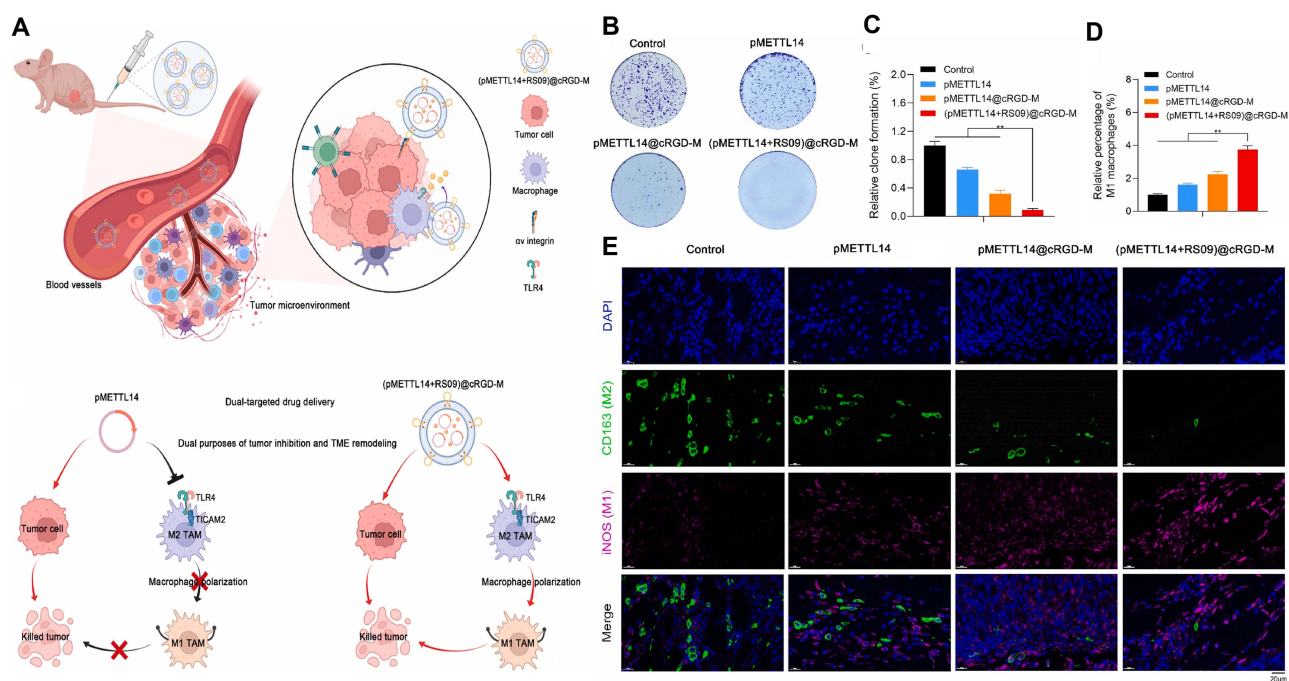 A
(pMETTL14+RS09)@cRGD-M
Tumor cell
Macrophage
αv integrin
TLR4
Blood vessels
Tumor microenvironment
pMETTL14
Dual-targeted drug delivery
(pMETTL14+RS09)@cRGD-M
Dual purposes of tumor inhibition and TME remodeling
Tumor cell
TLR4
TICAM2
M2 TAM
Macrophage polarization
Killed tumor
M1 TAM
Tumor cell
TLR4
TICAM2
M2 TAM
Macrophage polarization
Killed tumor
M1 TAM
B
Control
pMETTL14
pMETTL14@cRGD-M
(pMETTL14+RS09)@cRGD-M
C
Relative clone formation (%)
2.0
1.6
1.2
0.8
0.4
0.0
Control
pMETTL14
pMETTL14@cRGD-M
(pMETTL14+RS09)@cRGD-M
**
D
Relative percentage of
M1 macrophages (%)
8
6
4
2
0
Control
pMETTL14
pMETTL14@cRGD-M
(pMETTL14+RS09)@cRGD-M
**
E
Control
pMETTL14
pMETTL14@cRGD-M
(pMETTL14+RS09)@cRGD-M
DAPI
CD163 (M2)
iNOS (M1)
Merge
20μm